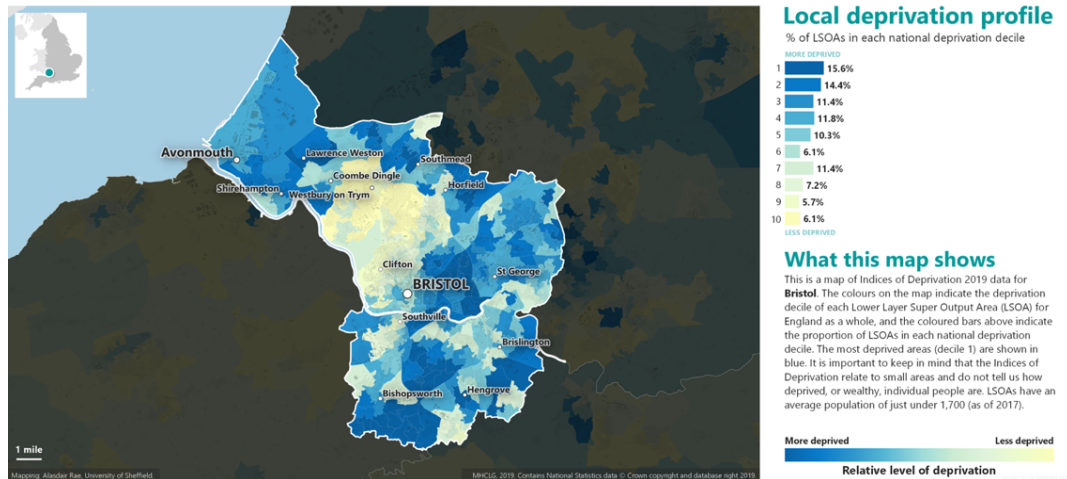 Local deprivation profile
% of LSOAs in each national deprivation decile
MORE DEPRIVED
1 15.6%
2 14.4%
3 11.4%
4 11.8%
5 10.3%
6 6.1%
7 11.4%
8 7.2%
9 5.7%
10 6.1%
LESS DEPRIVED
Avonmouth
Lawrence Weston
Southmead
Coombe Dingle
Shirehampton
Westbury on Trym
Horfield
Clifton
St George
BRISTOL
Southville
Brislington
Bishopsworth
Hengrove
What this map shows
This is a map of Indices of Deprivation 2019 data for
Bristol. The colours on the map indicate the deprivation
decile of each Lower Layer Super Output Area (LSOA) for
England as a whole, and the coloured bars above indicate
the proportion of LSOAs in each national deprivation
decile. The most deprived areas (decile 1) are shown in
blue. It is important to keep in mind that the Indices of
Deprivation relate to small areas and do not tell us how
deprived, or wealthy, individual people are. LSOAs have an
average population of just under 1,700 (as of 2017).
More deprived Less deprived
Relative level of deprivation
1 mile
Mapping: Alasdair Rae, University of Sheffield.
MHCLG, 2019. Contains National Statistics data © Crown copyright and database right 2019.